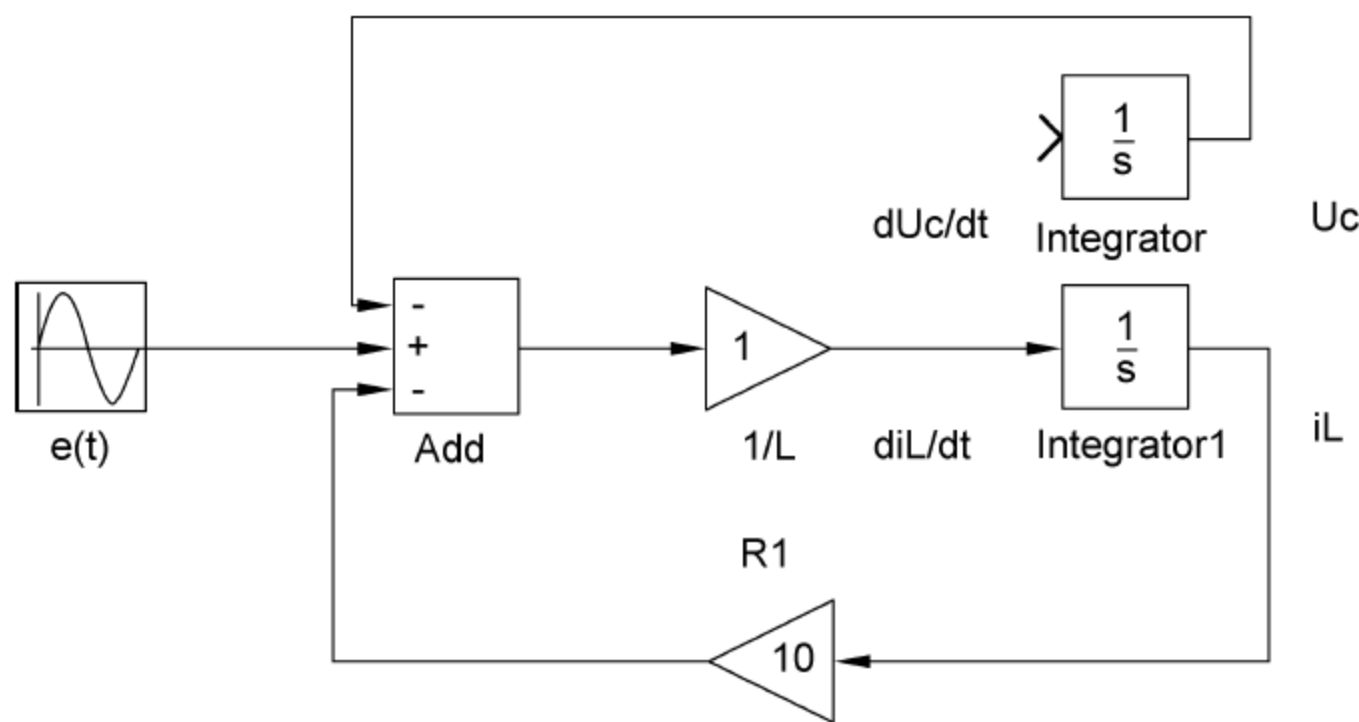 1
s
dUc/dt
Integrator
Uc
-
+
-
1
1
s
e(t)
Add
1/L
diL/dt
Integrator1
iL
R1
10